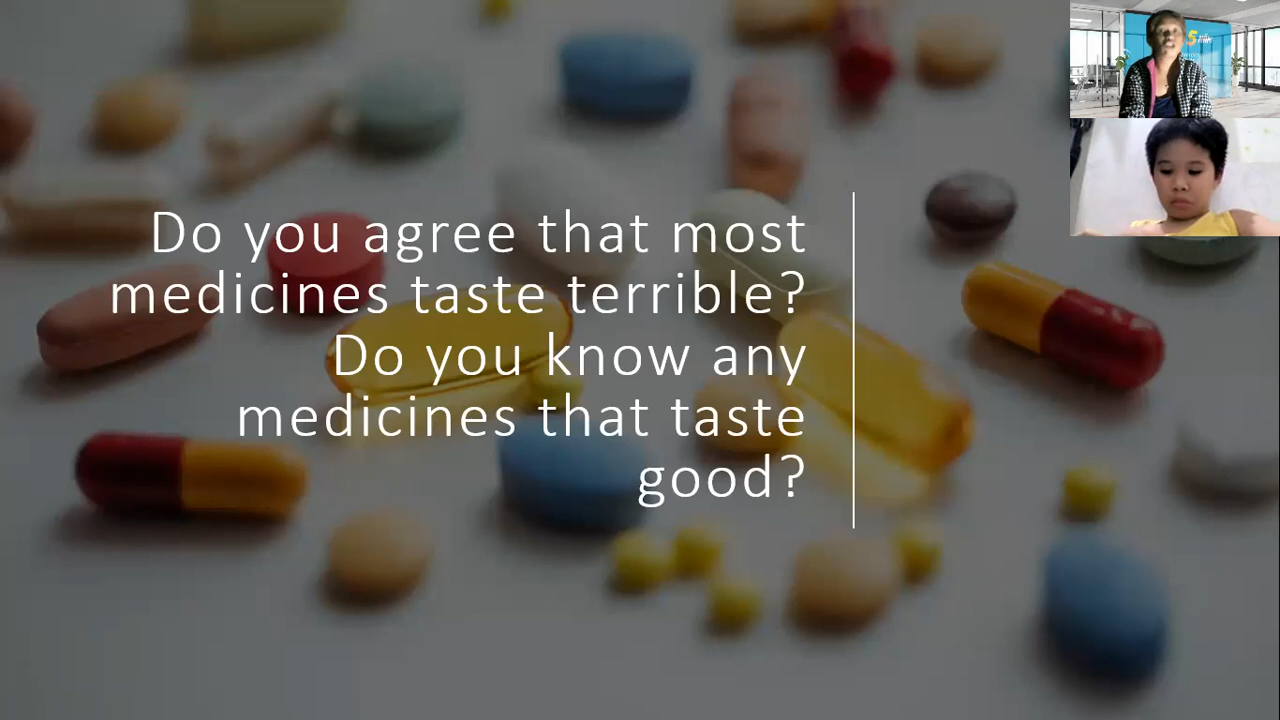 Do you agree that most
medicines taste terrible?
Do you know any
medicines that taste
good?